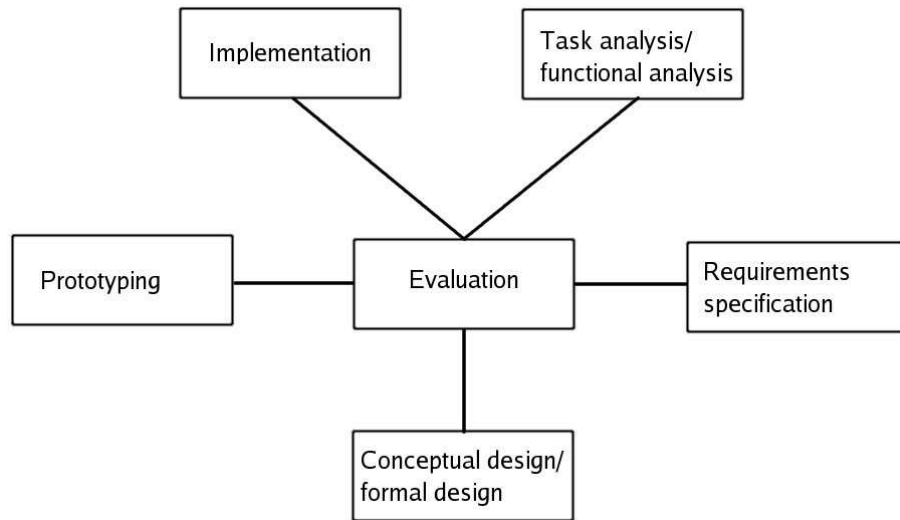 Implementation
Task analysis/
functional analysis
Prototyping
Evaluation
Requirements
specification
Conceptual design/
formal design